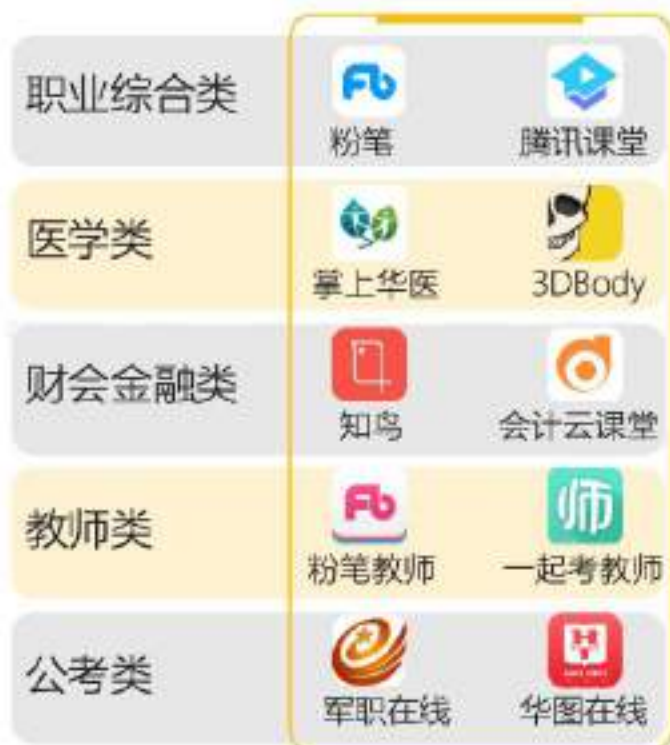 职业综合类
粉笔 腾讯课堂
医学类
掌上华医 3DBody
财会金融类
知鸟 会计云课堂
教师类
Fb 师
粉笔教师 一起考教师
公考类
军职在线 华图在线